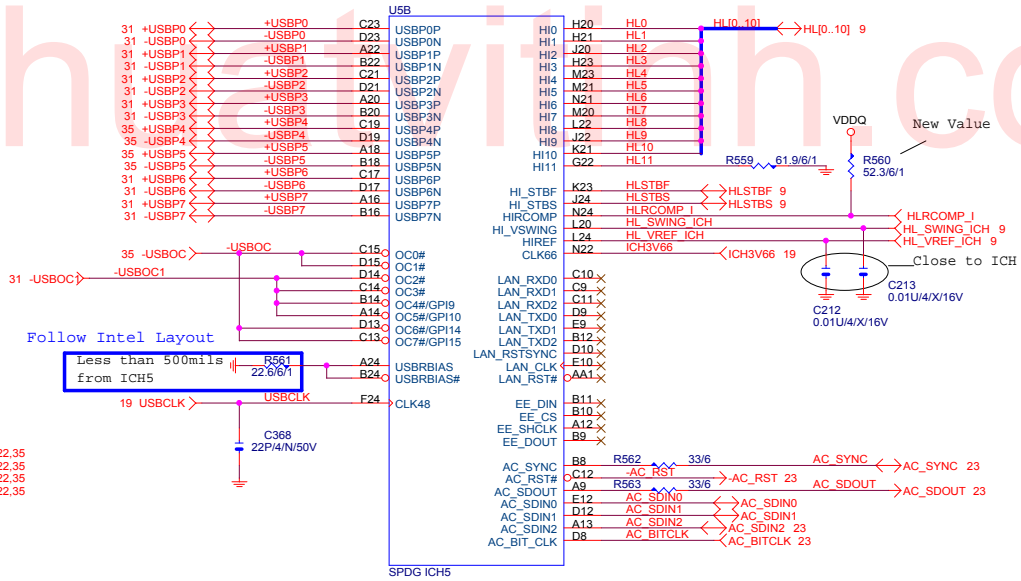 huatvitinh.co
U5B
31 +USBP0 +USBP0 C23 USBP0P
31 -USBP0 -USBP0 D23 USBP0N
31 +USBP1 +USBP1 A22 USBP1P
31 -USBP1 -USBP1 B22 USBP1N
31 +USBP2 +USBP2 C21 USBP2P
31 -USBP2 -USBP2 D21 USBP2N
31 +USBP3 +USBP3 A20 USBP3P
31 -USBP3 -USBP3 B20 USBP3N
35 +USBP4 +USBP4 C19 USBP4P
35 -USBP4 -USBP4 D19 USBP4N
35 +USBP5 +USBP5 A18 USBP5P
35 -USBP5 -USBP5 B18 USBP5N
31 +USBP6 +USBP6 C17 USBP6P
31 -USBP6 -USBP6 D17 USBP6N
31 +USBP7 +USBP7 A16 USBP7P
31 -USBP7 -USBP7 B16 USBP7N
35 -USBOC -USBOC C15 OC0#
D15 OC1#
31 -USBOC1 -USBOC1 D14 OC2#
C14 OC3#
B14 OC4#/GPI9
A14 OC5#/GPI10
D13 OC6#/GPI14
C13 OC7#/GPI15
Follow Intel Layout
Less than 500mils
from ICH5
R561
22.6/6/1
A24 USBRBIAS
B24 USBRBIAS#
19 USBCLK USBCLK F24 CLK48
C368
22P/4/N/50V
22,35
22,35
22,35
22,35
HI0 H20 HL0 HL[0..10] HL[0..10] 9
HI1 H21 HL1
HI2 J20 HL2
HI3 H23 HL3
HI4 M23 HL4
HI5 M21 HL5
HI6 N21 HL6
HI7 M20 HL7
HI8 L22 HL8
HI9 J22 HL9
HI10 K21 HL10
HI11 G22 HL11 R559 61.9/6/1
VDDQ
New Value
R560
52.3/6/1
HI_STBF K23 HLSTBF HLSTBF 9
HI_STBS J24 HLSTBS HLSTBS 9
HIRCOMP N24 HLRCOMP_I HLRCOMP_I
HI_VSWING L20 HL_SWING_ICH HL_SWING_ICH 9
HIREF L24 HL_VREF_ICH HL_VREF_ICH 9
CLK66 N22 ICH3V66 ICH3V66 19
Close to ICH
C213
0.01U/4/X/16V
C212
0.01U/4/X/16V
LAN_RXD0 C10
LAN_RXD1 C9
LAN_RXD2 C11
LAN_TXD0 D9
LAN_TXD1 E9
LAN_TXD2 B12
LAN_RSTSYNC D10
LAN_CLK E10
LAN_RST# AA1
EE_DIN B11
EE_CS B10
EE_SHCLK A12
EE_DOUT B9
AC_SYNC B8 R562 33/6 AC_SYNC AC_SYNC 23
AC_RST# C12 -AC_RST -AC_RST 23
AC_SDOUT A9 R563 33/6 AC_SDOUT AC_SDOUT 23
AC_SDIN0 E12 AC_SDIN0 AC_SDIN0
AC_SDIN1 D12 AC_SDIN1 AC_SDIN1
AC_SDIN2 A13 AC_SDIN2 AC_SDIN2 23
AC_BIT_CLK D8 AC_BITCLK AC_BITCLK 23
SPDG ICH5